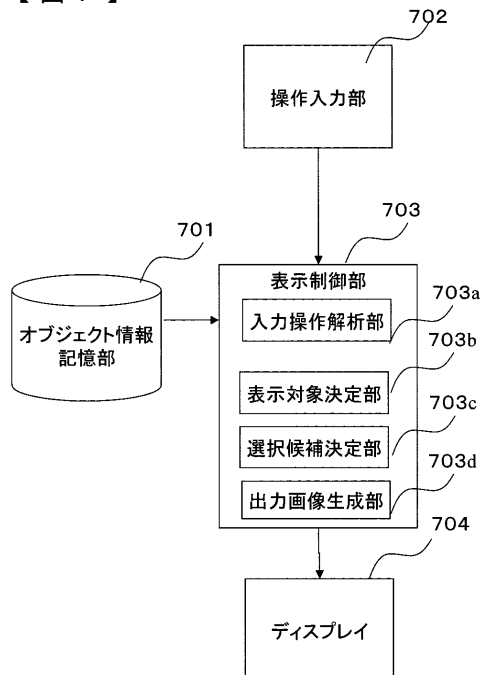 702
操作入力部
703
701
表示制御部
703a
入力操作解析部
オブジェクト情報
記憶部
703b
表示対象決定部
703c
選択候補決定部
703d
出力画像生成部
704
ディスプレイ